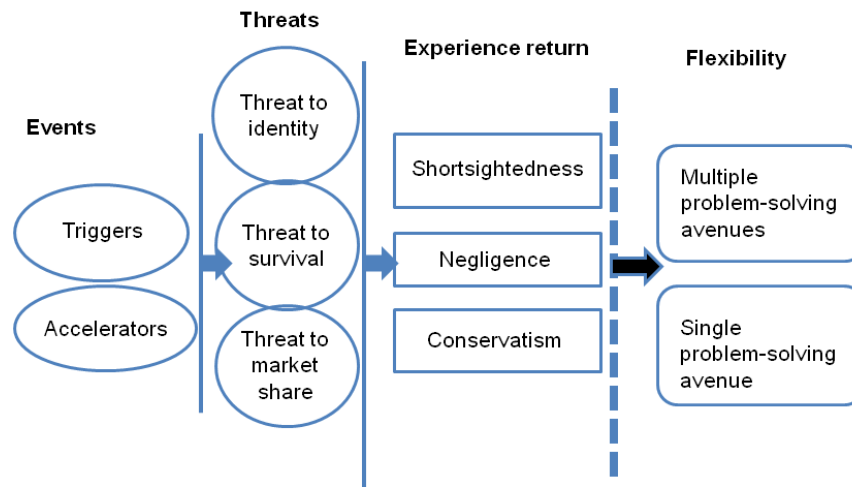 Events
Triggers
Accelerators
Threats
Threat to
identity
Threat to
survival
Threat to
market
share
Experience return
Shortsightedness
Negligence
Conservatism
Flexibility
Multiple
problem-solving
avenues
Single
problem-solving
avenue